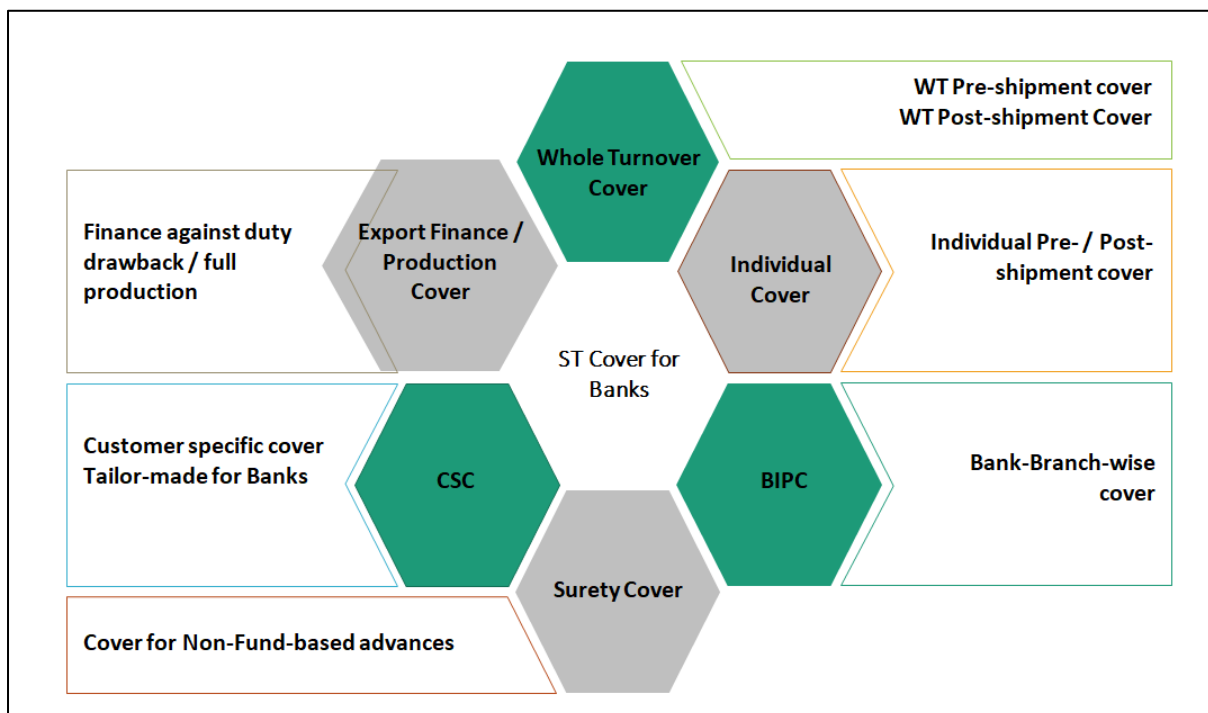 WT Pre-shipment cover
WT Post-shipment Cover
Whole Turnover
Cover
Finance against duty
drawback / full
production
Export Finance /
Production
Cover
Individual
Cover
Individual Pre- / Post-
shipment cover
ST Cover for
Banks
Customer specific cover
Tailor-made for Banks
CSC
BIPC
Bank-Branch-wise
cover
Surety Cover
Cover for Non-Fund-based advances